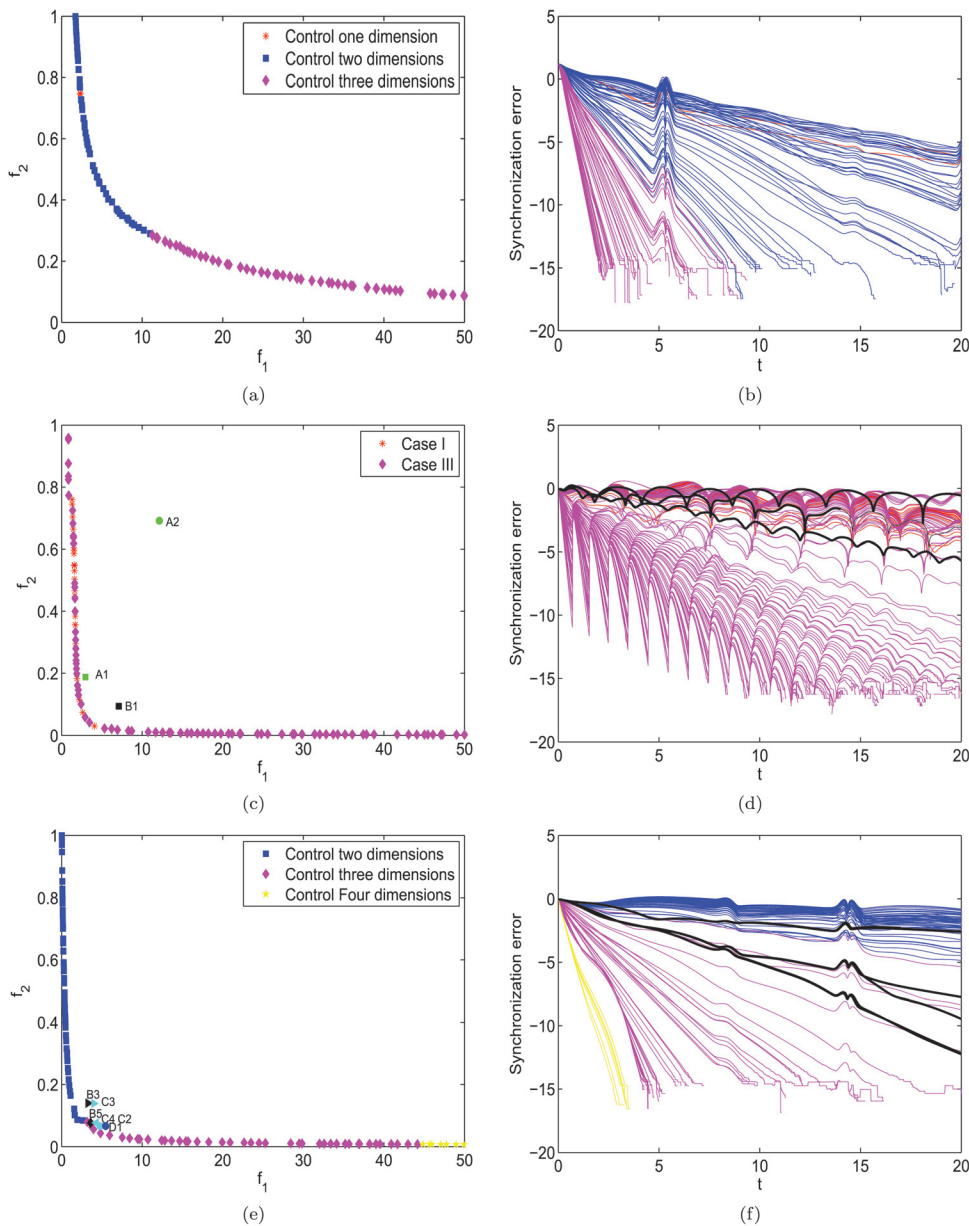 1
0.8
0.6
0.4
0.2
0
f2
0 10 20 30 40 50
f1
Control one dimension
Control two dimensions
Control three dimensions
(a)
5
0
−5
−10
−15
−20
Synchronization error
0 5 10 15 20
t
(b)
1
0.8
0.6
0.4
0.2
0
f2
0 10 20 30 40 50
f1
Case I
Case III
A2
A1
B1
(c)
5
0
−5
−10
−15
−20
Synchronization error
0 5 10 15 20
t
(d)
1
0.8
0.6
0.4
0.2
0
f2
0 10 20 30 40 50
f1
Control two dimensions
Control three dimensions
Control Four dimensions
B3
C3
B5
C4 C2
D1
(e)
5
0
−5
−10
−15
−20
Synchronization error
0 5 10 15 20
t
(f)